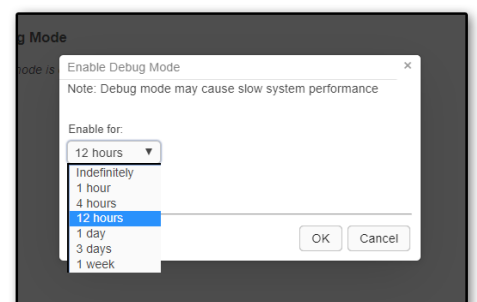 g Mode
mode is
Enable Debug Mode ×
Note: Debug mode may cause slow system performance
Enable for:
12 hours ▼
Indefinitely
1 hour
4 hours
12 hours
1 day
3 days
1 week
OK Cancel